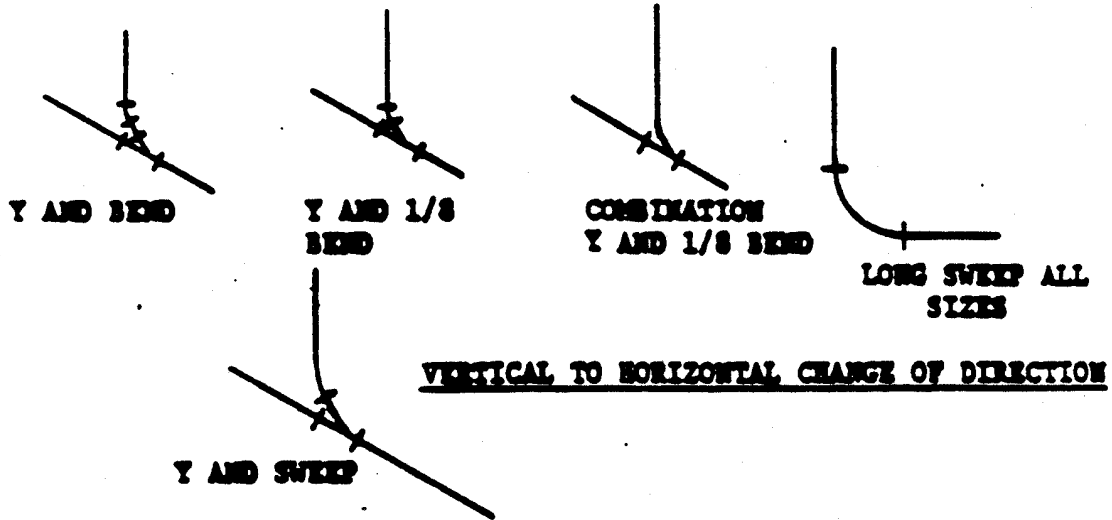 Y AND BEND
Y AND 1/8
BEND
COMBINATION
Y AND 1/8 BEND
LONG SWEEP ALL
SIZES
VERTICAL TO HORIZONTAL CHANGE OF DIRECTION
Y AND SWEEP